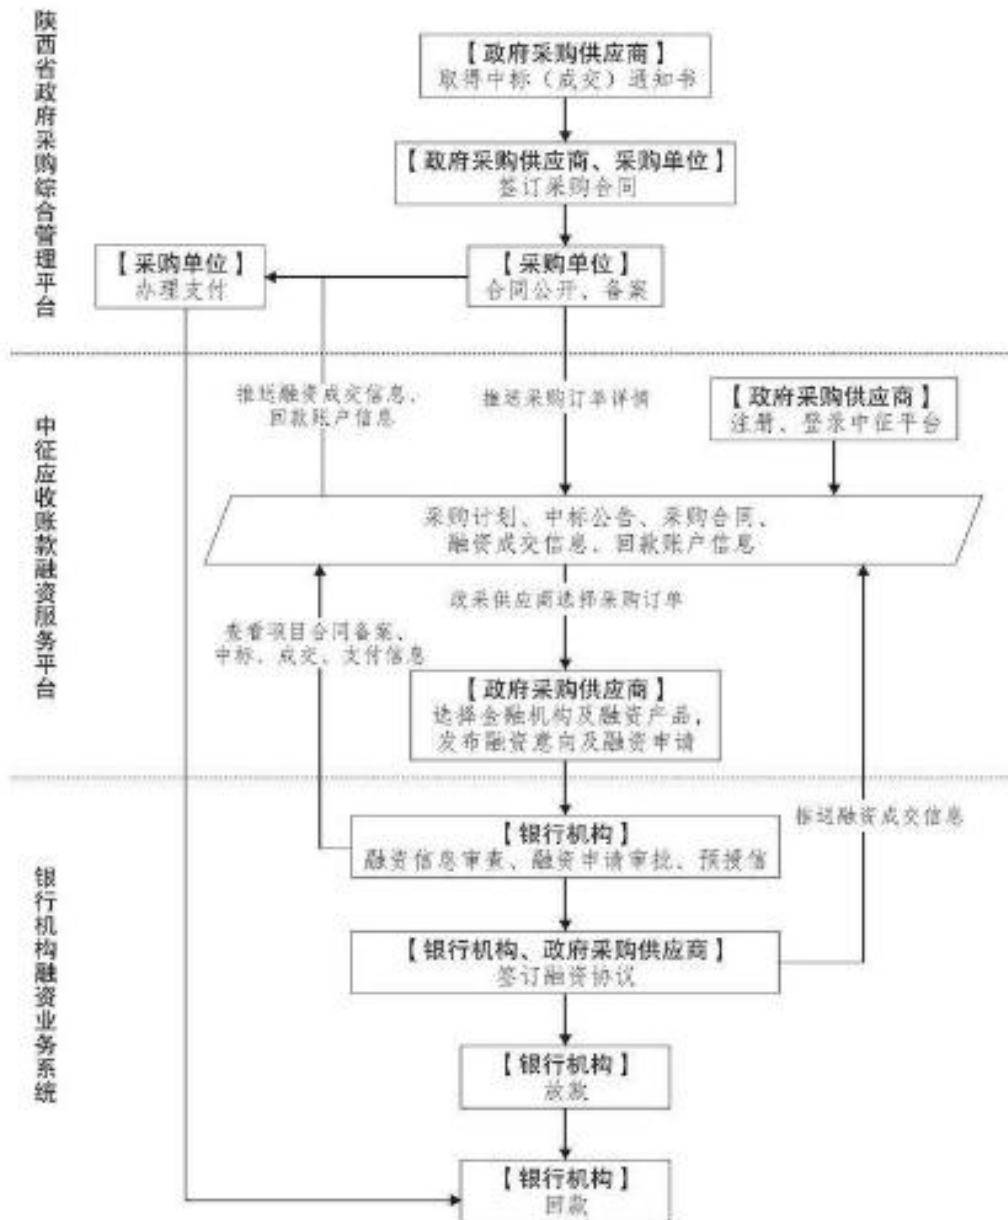 陕西省政府采购综合管理平台
【政府采购供应商】
取得中标（成交）通知书
【政府采购供应商、采购单位】
签订采购合同
【采购单位】
办理支付
【采购单位】
合同公开、备案
中征应收账款融资服务平台
推送融资成交信息、
回款账户信息
推送采购订单详情
【政府采购供应商】
注册、登录中征平台
采购计划、中标公告、采购合同、
融资成交信息、回款账户信息
政采供应商选择采购订单
查看项目合同备案、
中标、成交、支付信息
【政府采购供应商】
选择金融机构及融资产品，
发布融资意向及融资申请
银行机构融资业务系统
【银行机构】
融资信息审查、融资申请审批、预授信
推送融资成交信息
【银行机构、政府采购供应商】
签订融资协议
【银行机构】
放款
【银行机构】
回款